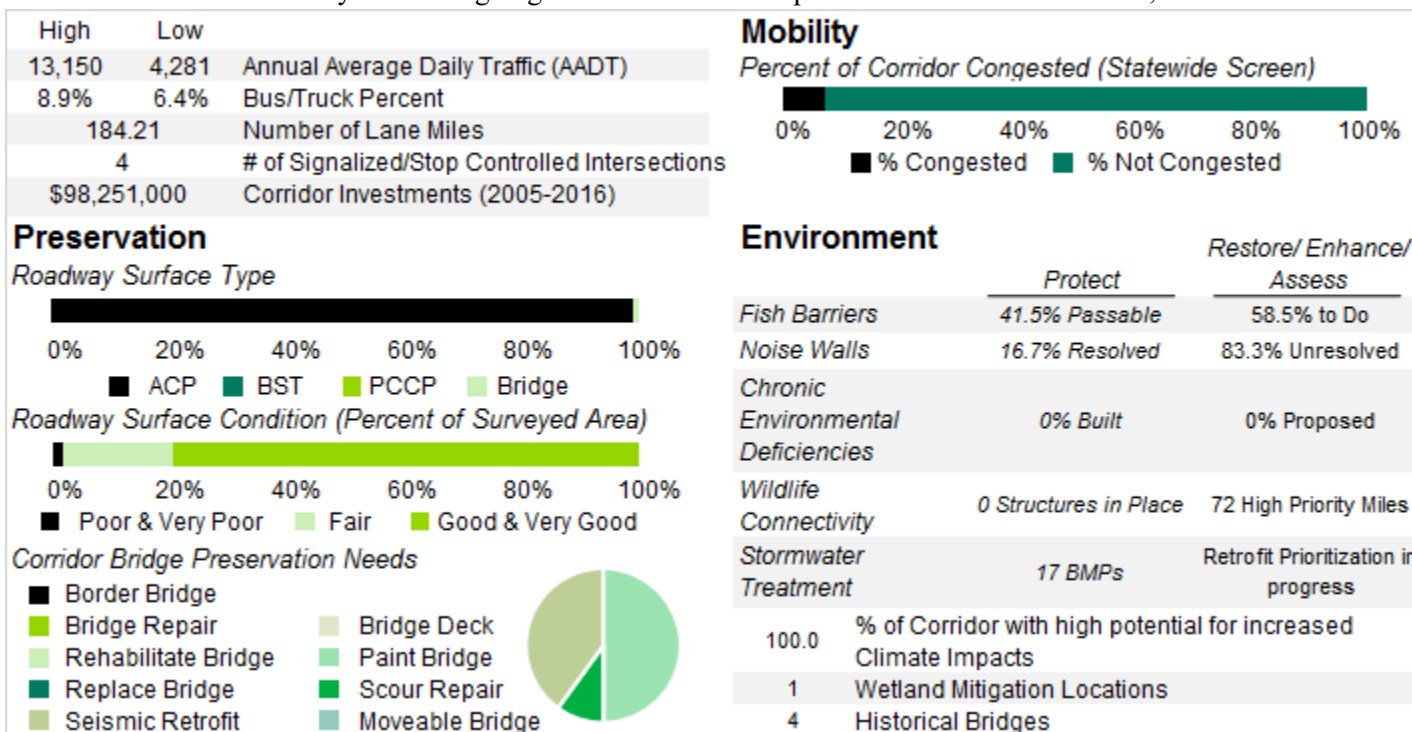 High Low
13,150 4,281 Annual Average Daily Traffic (AADT)
8.9% 6.4% Bus/Truck Percent
184.21 Number of Lane Miles
4 # of Signalized/Stop Controlled Intersections
$98,251,000 Corridor Investments (2005-2016)
Preservation
Roadway Surface Type
0% 20% 40% 60% 80% 100%
ACP BST PCCP Bridge
Roadway Surface Condition (Percent of Surveyed Area)
0% 20% 40% 60% 80% 100%
Poor & Very Poor Fair Good & Very Good
Corridor Bridge Preservation Needs
Border Bridge
Bridge Repair Bridge Deck
Rehabilitate Bridge Paint Bridge
Replace Bridge Scour Repair
Seismic Retrofit Moveable Bridge
Mobility
Percent of Corridor Congested (Statewide Screen)
0% 20% 40% 60% 80% 100%
% Congested % Not Congested
Environment
Restore/ Enhance/
Protect Assess
Fish Barriers 41.5% Passable 58.5% to Do
Noise Walls 16.7% Resolved 83.3% Unresolved
Chronic
Environmental 0% Built 0% Proposed
Deficiencies
Wildlife
Connectivity 0 Structures in Place 72 High Priority Miles
Stormwater
Treatment 17 BMPs Retrofit Prioritization in
progress
100.0 % of Corridor with high potential for increased
Climate Impacts
1 Wetland Mitigation Locations
4 Historical Bridges